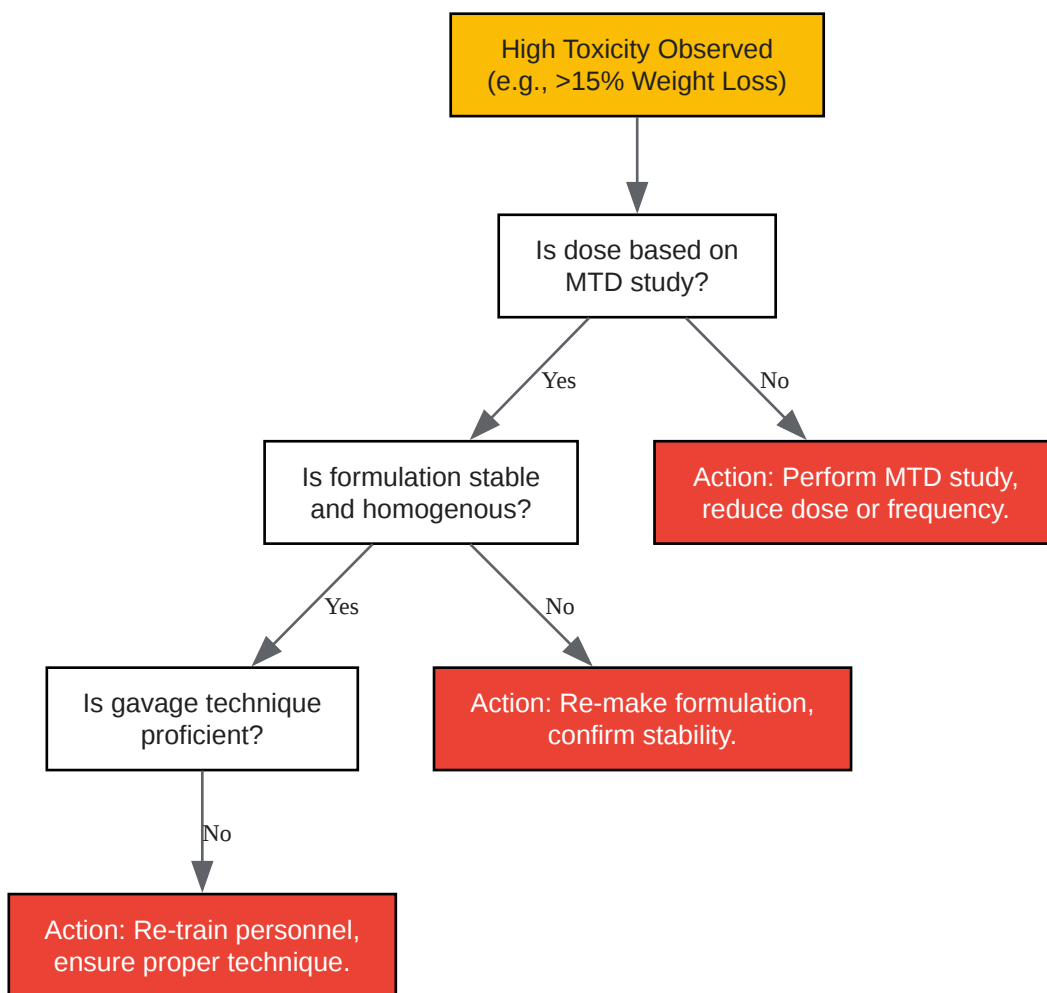 High Toxicity Observed
(e.g., >15% Weight Loss)
Is dose based on
MTD study?
Yes
No
Is formulation stable
and homogenous?
Action: Perform MTD study,
reduce dose or frequency.
Yes
No
Is gavage technique
proficient?
Action: Re-make formulation,
confirm stability.
No
Action: Re-train personnel,
ensure proper technique.